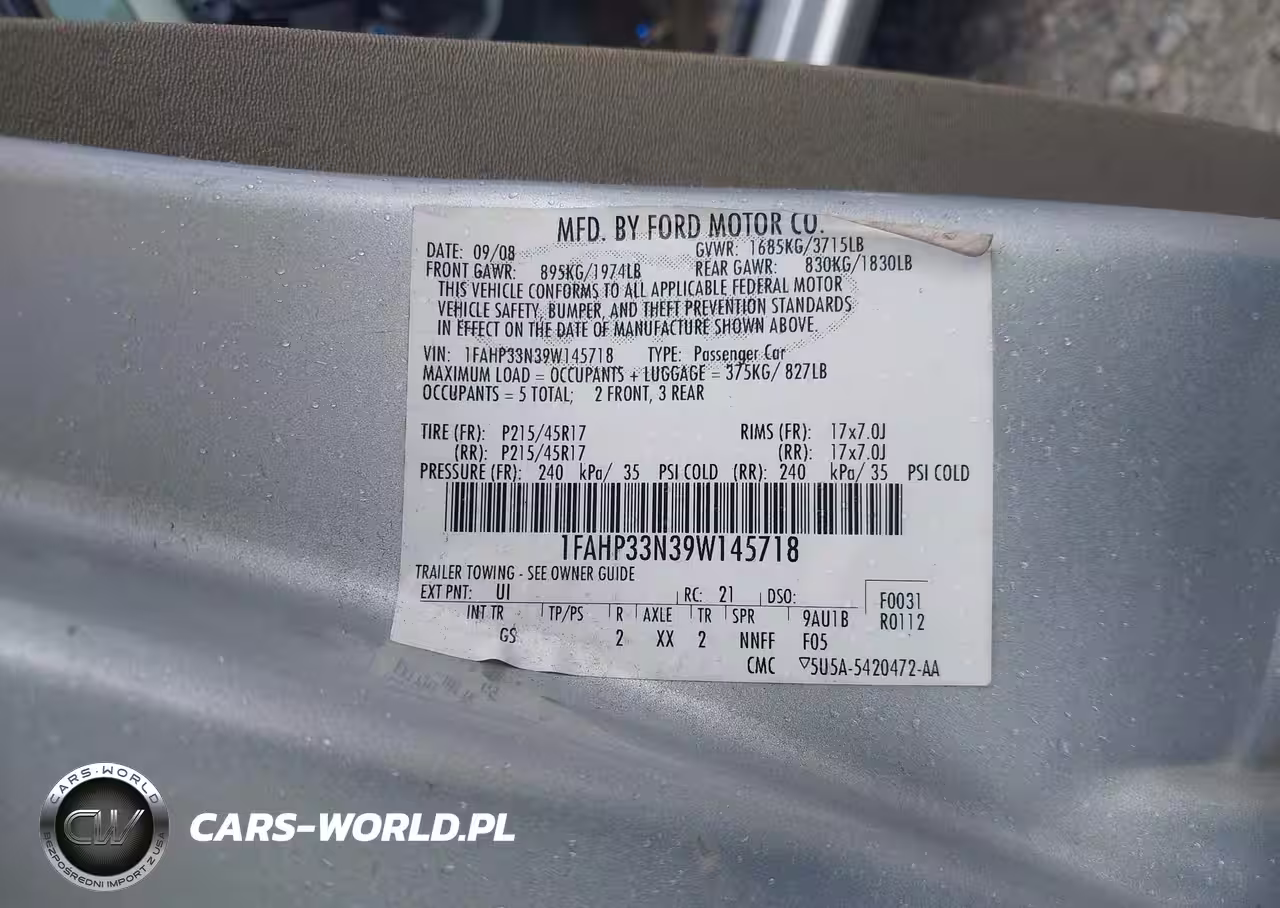 MFD. BY FORD MOTOR CO.
DATE: 09/08 GVWR: 1685KG/3715LB
FRONT GAWR: 895KG/1974LB REAR GAWR: 830KG/1830LB
THIS VEHICLE CONFORMS TO ALL APPLICABLE FEDERAL MOTOR
VEHICLE SAFETY, BUMPER, AND THEFT PREVENTION STANDARDS
IN EFFECT ON THE DATE OF MANUFACTURE SHOWN ABOVE.
VIN: 1FAHP33N39W145718 TYPE: Passenger Car
MAXIMUM LOAD = OCCUPANTS + LUGGAGE = 375KG/ 827LB
OCCUPANTS = 5 TOTAL; 2 FRONT, 3 REAR
TIRE (FR): P215/45R17 RIMS (FR): 17x7.0J
(RR): P215/45R17 (RR): 17x7.0J
PRESSURE (FR): 240 kPa/ 35 PSI COLD (RR): 240 kPa/ 35 PSI COLD
1FAHP33N39W145718
TRAILER TOWING - SEE OWNER GUIDE
EXT PNT: UI RC: 21 DSO: F0031
INT TR TP/PS R AXLE TR SPR 9AU1B R0112
GS 2 XX 2 NNFF F05
CMC ▽5U5A-5420472-AA
CARS-WORLD
CW
BEZPOŚREDNI IMPORT Z USA
CARS-WORLD.PL